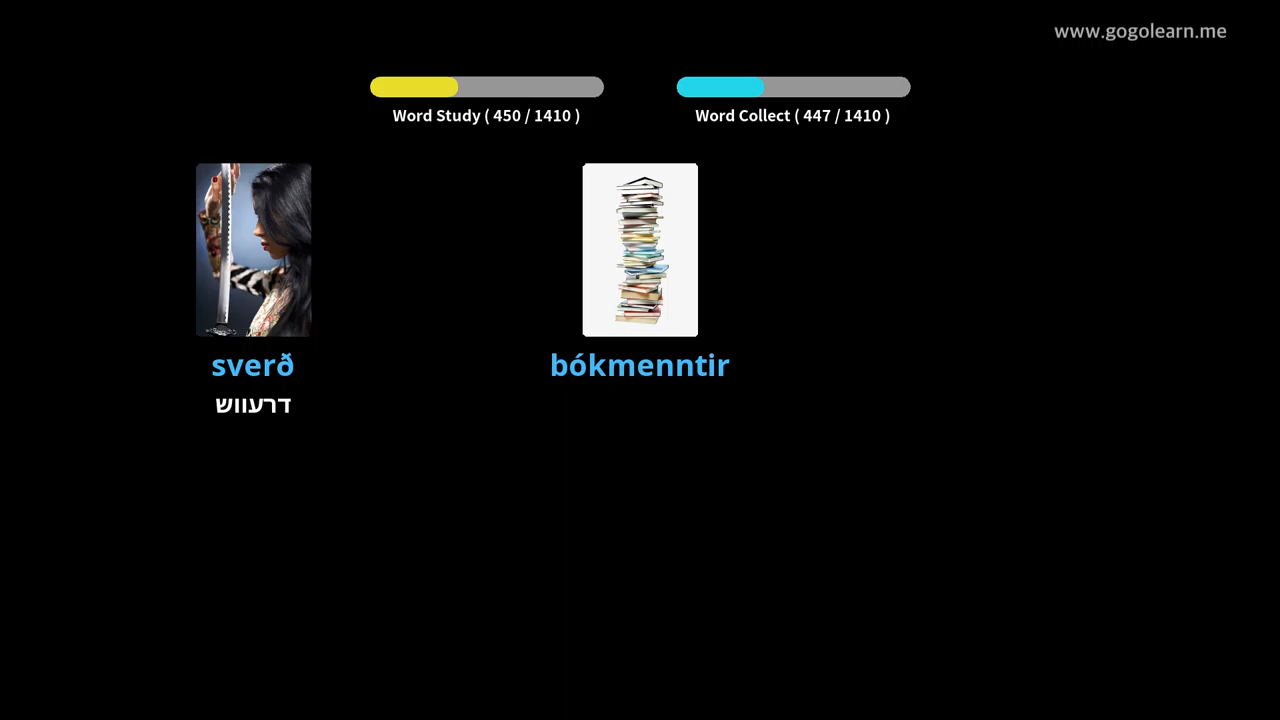 www.gogolearn.me
Word Study ( 450 / 1410 )
Word Collect ( 447 / 1410 )
sverð
דרעווש
bókmenntir